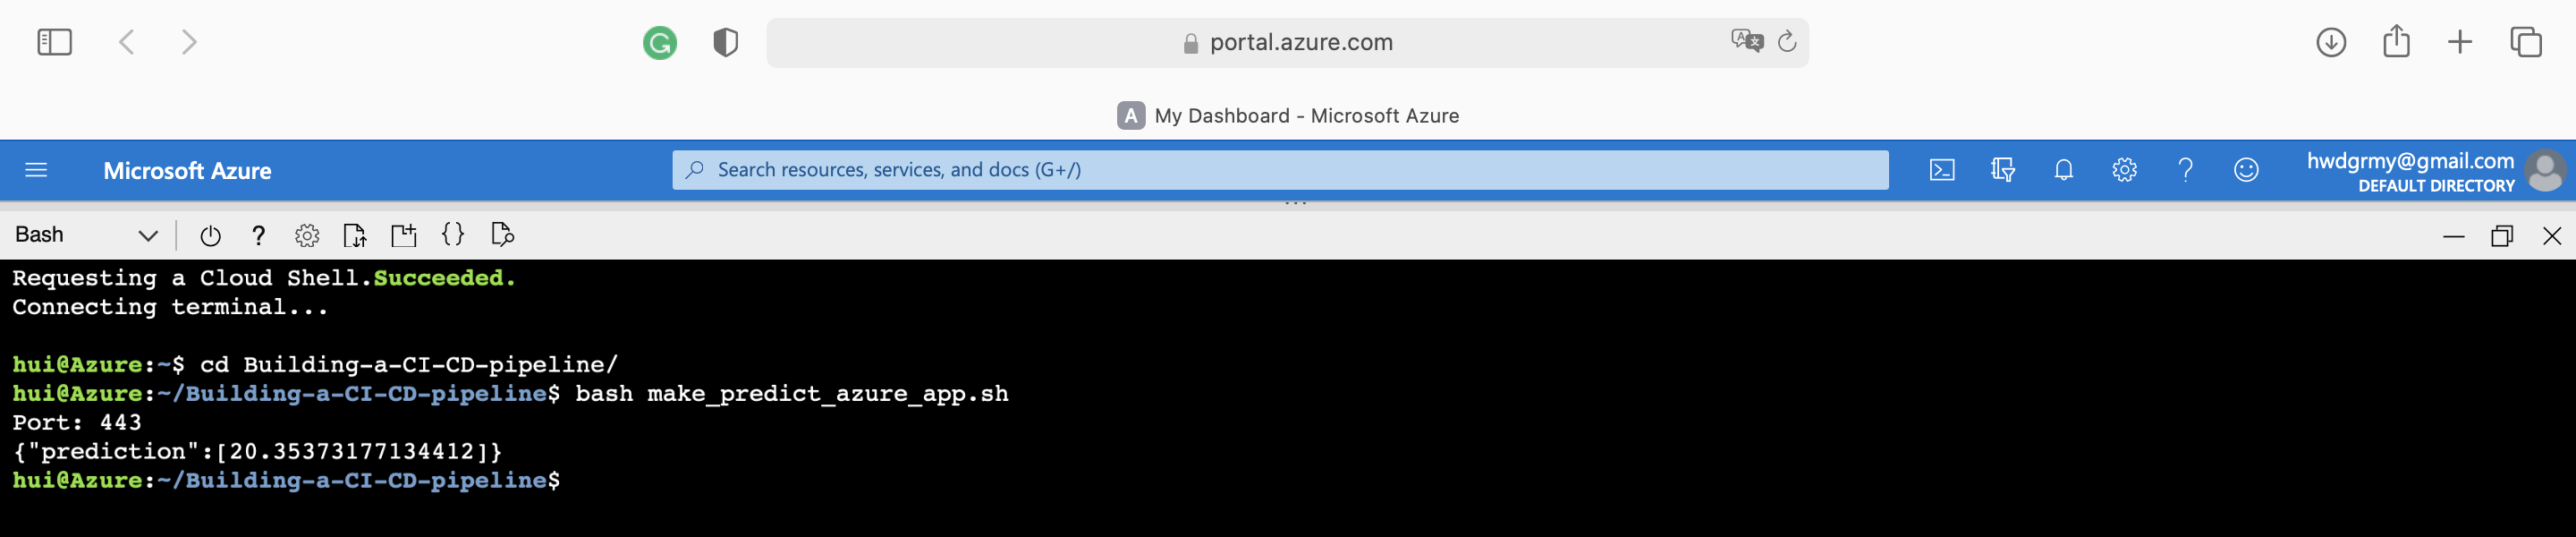 portal.azure.com
A My Dashboard - Microsoft Azure
Microsoft Azure
Search resources, services, and docs (G+/)
hwdgrmy@gmail.com
DEFAULT DIRECTORY
Bash
Requesting a Cloud Shell.Succeeded.
Connecting terminal...
hui@Azure:~$ cd Building-a-CI-CD-pipeline/
hui@Azure:~/Building-a-CI-CD-pipeline$ bash make_predict_azure_app.sh
Port: 443
{"prediction":[20.35373177134412]}
hui@Azure:~/Building-a-CI-CD-pipeline$